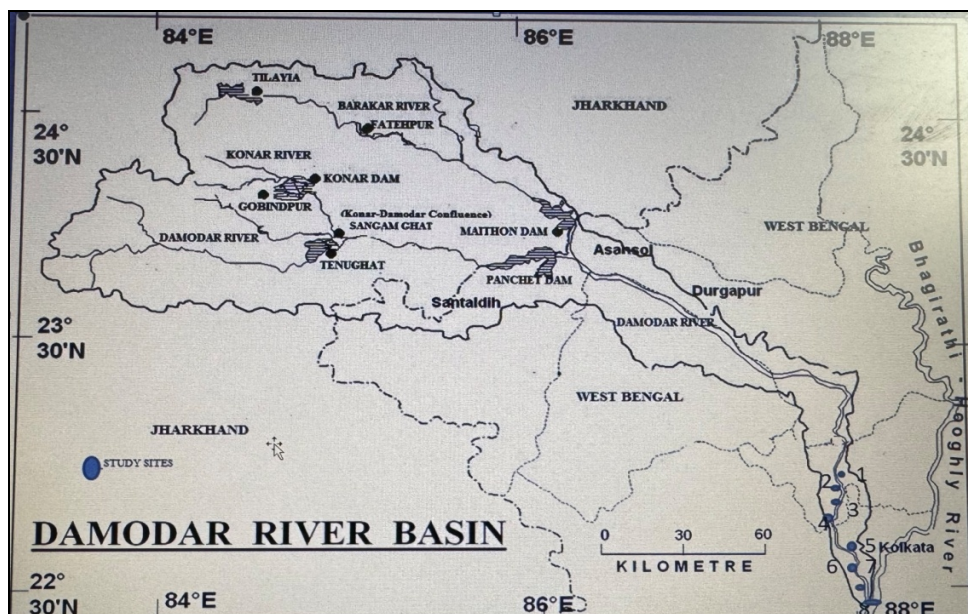 84°E
86°E
88°E
TILAYIA
BARAKAR RIVER
JHARKHAND
FATEHPUR
24°
30'N
24°
30'N
KONAR RIVER
KONAR DAM
GOBINDPUR
(Konar-Damodar Confluence)
SANGAM GHAT
DAMODAR RIVER
MAITHON DAM
WEST BENGAL
Asansol
TENUGHAT
PANCHET DAM
Santaldih
Durgapur
DAMODAR RIVER
Bhagirathi - Hooghly River
23°
30'N
WEST BENGAL
JHARKHAND
STUDY SITES
1
2
3
4
DAMODAR RIVER BASIN
0 30 60
KILOMETRE
5
Kolkata
6
7
8
22°
30'N
84°E
86°E
88°E